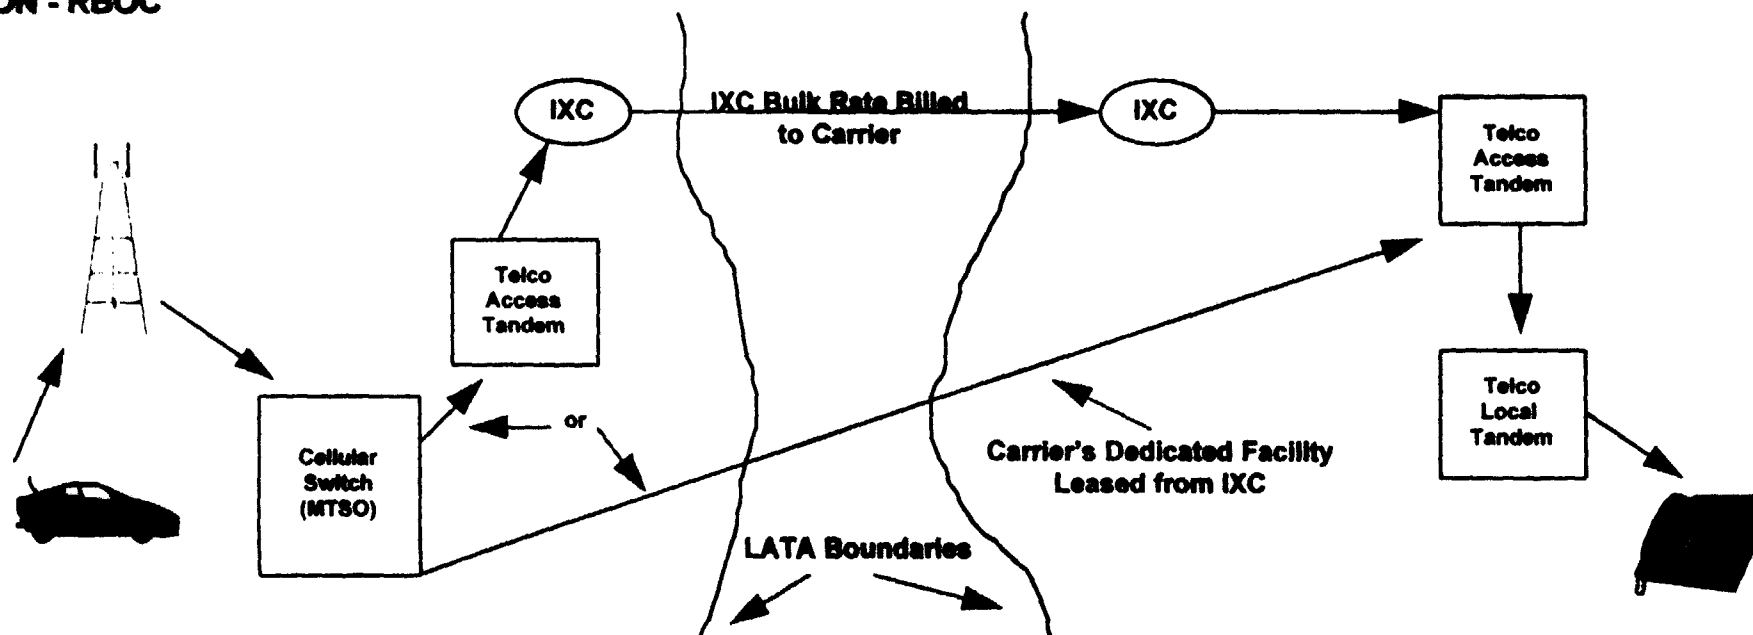 ON - RBOC
IXC
IXC Bulk Rate Billed
to Carrier
IXC
Telco
Access
Tandem
Telco
Access
Tandem
or
Cellular
Switch
(MTSO)
Carrier's Dedicated Facility
Leased from IXC
Telco
Local
Tandem
LATA Boundaries